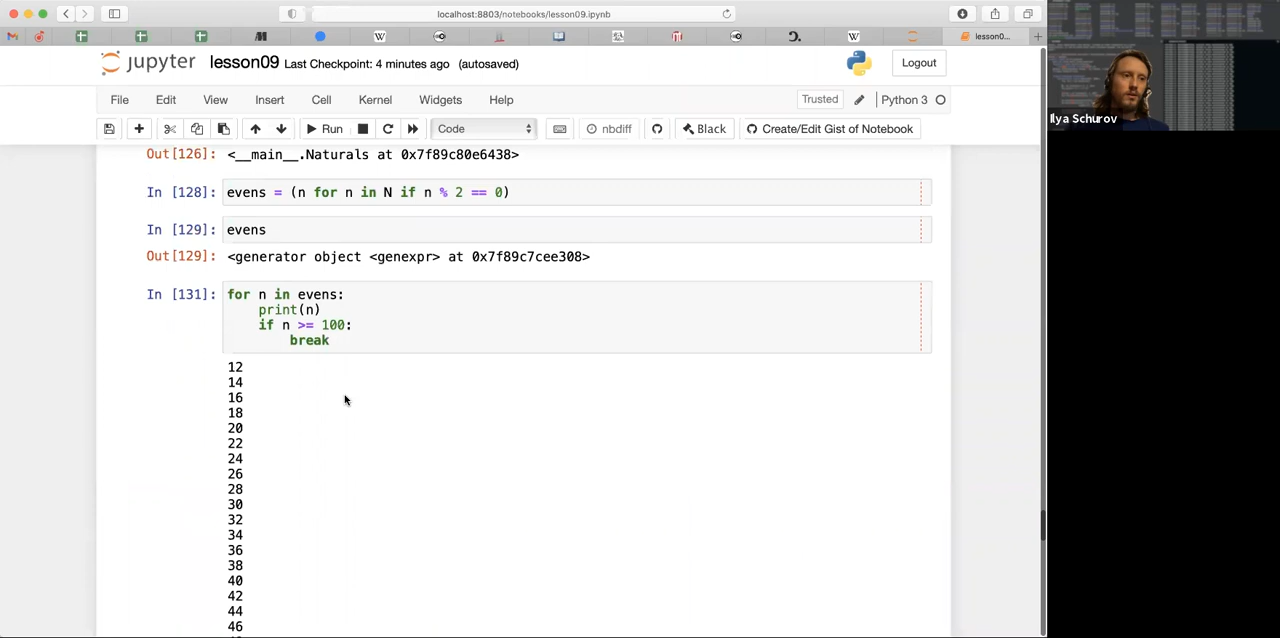 localhost:8803/notebooks/lesson09.ipynb
lesson0...
jupyter lesson09 Last Checkpoint: 4 minutes ago (autosaved)
Logout
File Edit View Insert Cell Kernel Widgets Help
Trusted Python 3
Run Code nbdiff Black Create/Edit Gist of Notebook
Ilya Schurov
Out[126]: <__main__.Naturals at 0x7f89c80e6438>
In [128]: evens = (n for n in N if n % 2 == 0)
In [129]: evens
Out[129]: <generator object <genexpr> at 0x7f89c7cee308>
In [131]: for n in evens:
print(n)
if n >= 100:
break
12
14
16
18
20
22
24
26
28
30
32
34
36
38
40
42
44
46